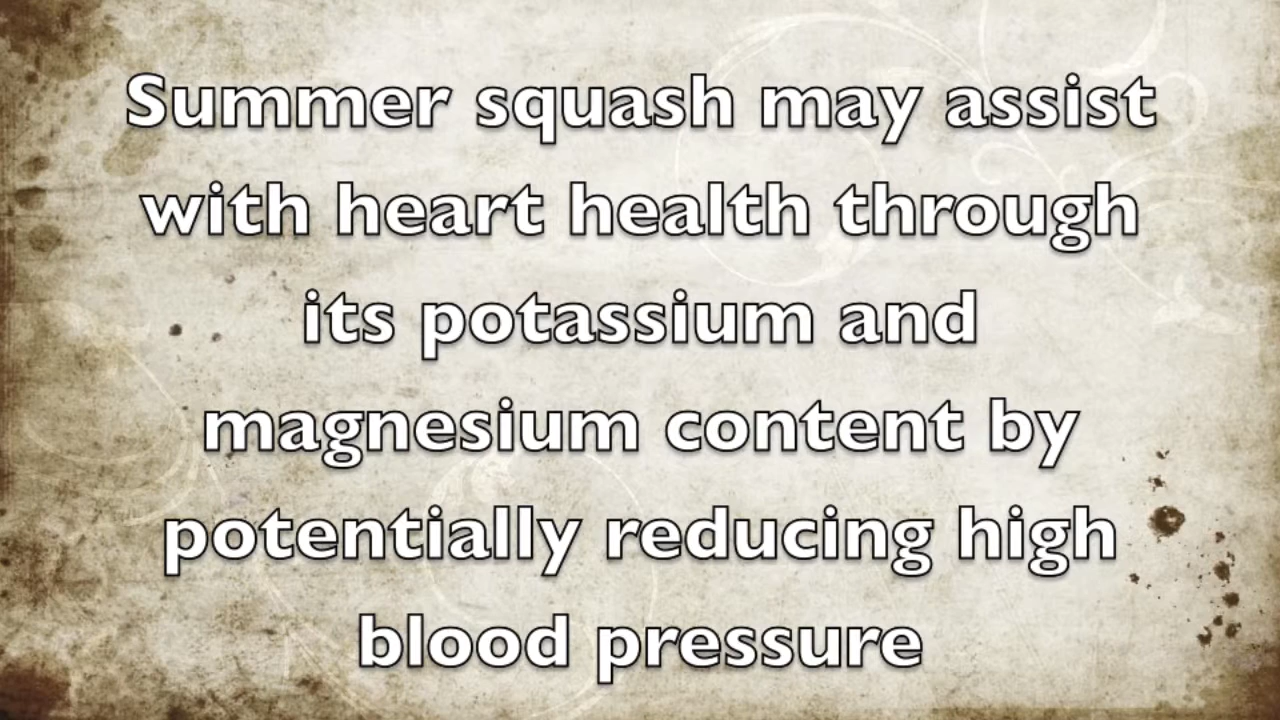 Summer squash may assist
with heart health through
its potassium and
magnesium content by
potentially reducing high
blood pressure